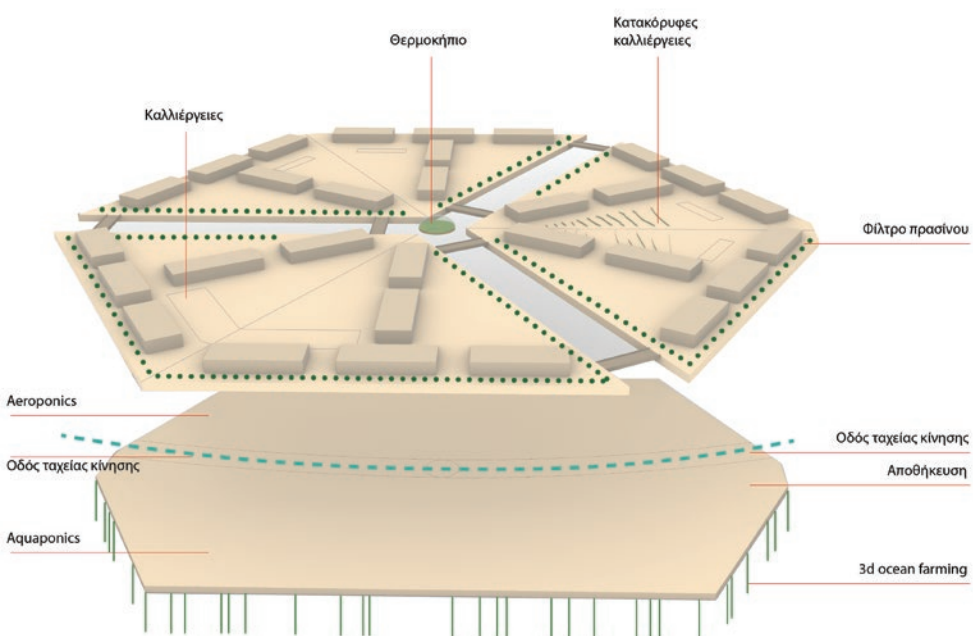 Θερμοκήπιο
Κατακόρυφες
καλλιέργειες
Καλλιέργειες
Φίλτρο πρασίνου
Aeroponics
Οδός ταχείας κίνησης
Οδός ταχείας κίνησης
Αποθήκευση
Aquaponics
3d ocean farming